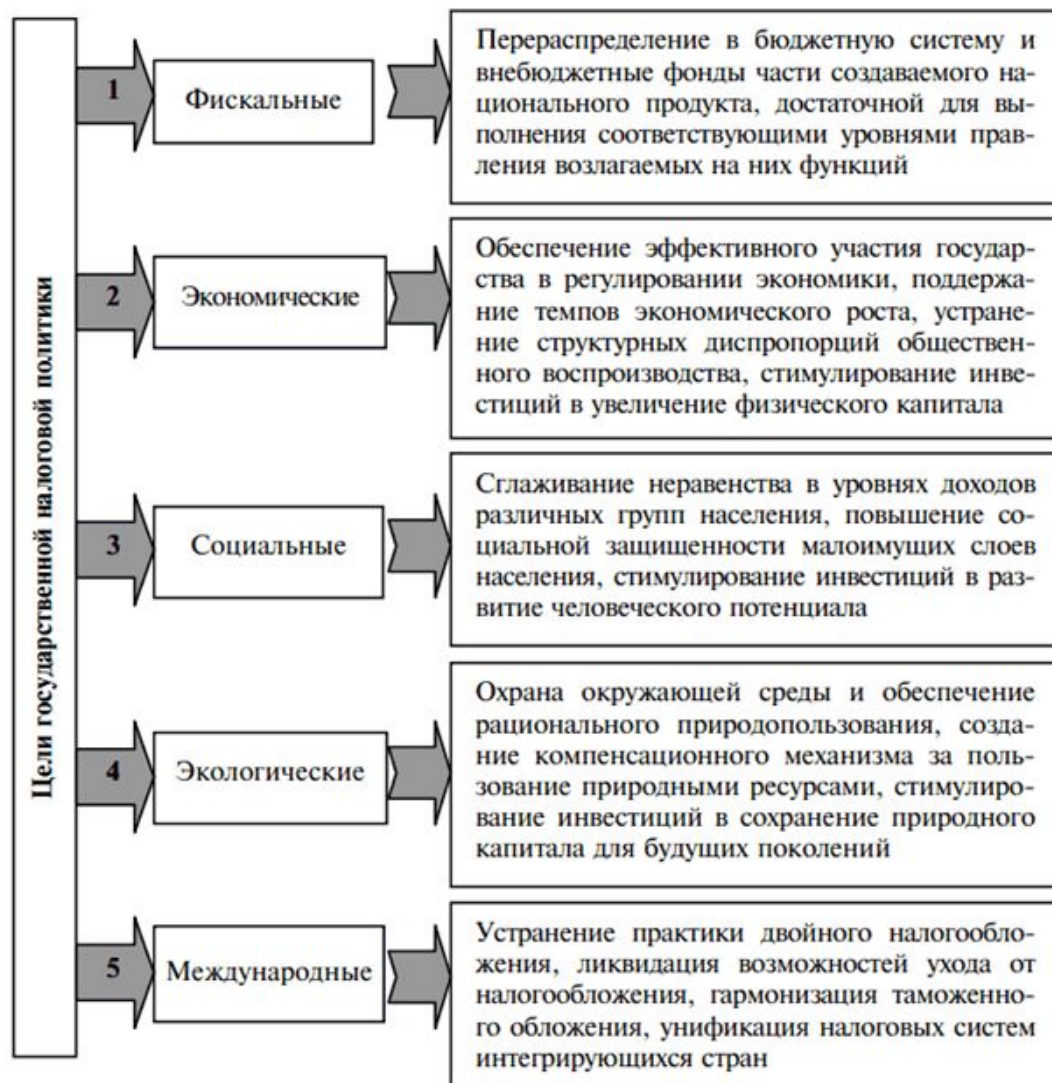 Цели государственной налоговой политики
1
Фискальные
Перераспределение в бюджетную систему и
внебюджетные фонды части создаваемого на-
ционального продукта, достаточной для вы-
полнения соответствующими уровнями прав-
ления возлагаемых на них функций
2
Экономические
Обеспечение эффективного участия государ-
ства в регулировании экономики, поддержа-
ние темпов экономического роста, устране-
ние структурных диспропорций обществен-
ного воспроизводства, стимулирование инве-
стиций в увеличение физического капитала
3
Социальные
Сглаживание неравенства в уровнях доходов
различных групп населения, повышение со-
циальной защищенности малоимущих слоев
населения, стимулирование инвестиций в раз-
витие человеческого потенциала
4
Экологические
Охрана окружающей среды и обеспечение
рационального природопользования, созда-
ние компенсационного механизма за поль-
зование природными ресурсами, стимулиро-
вание инвестиций в сохранение природного
капитала для будущих поколений
5
Международные
Устранение практики двойного налогообло-
жения, ликвидация возможностей ухода от
налогообложения, гармонизация таможенно-
го обложения, унификация налоговых систем
интегрирующихся стран